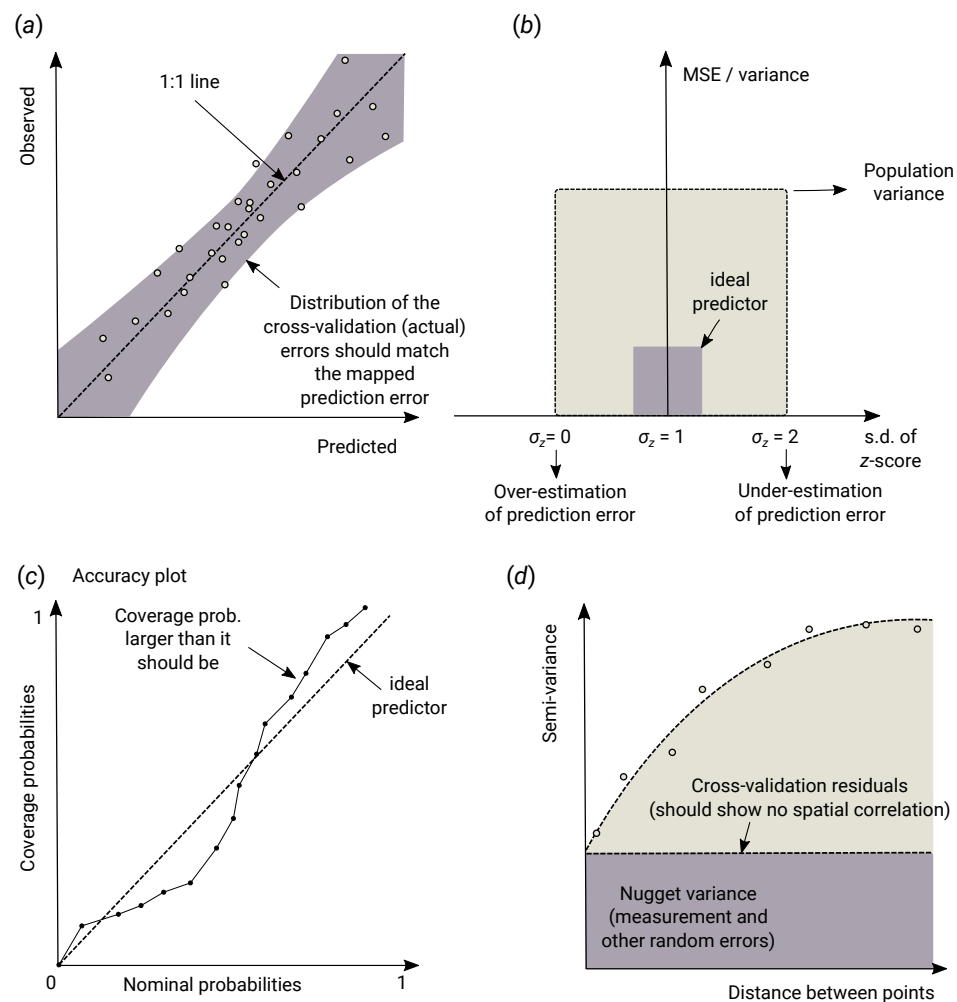 (a)
1:1 line
Observed
Distribution of the
cross-validation (actual)
errors should match
the mapped
prediction error
Predicted
(b)
MSE / variance
Population
variance
ideal
predictor
σz= 0
σz = 1
σz = 2
s.d. of
z-score
Over-estimation
of prediction error
Under-estimation
of prediction error
(c)
Accuracy plot
1
Coverage prob.
larger than it
should be
ideal
predictor
Coverage probabilities
0
Nominal probabilities
1
(d)
Semi-variance
Cross-validation residuals
(should show no spatial correlation)
Nugget variance
(measurement and
other random errors)
Distance between points